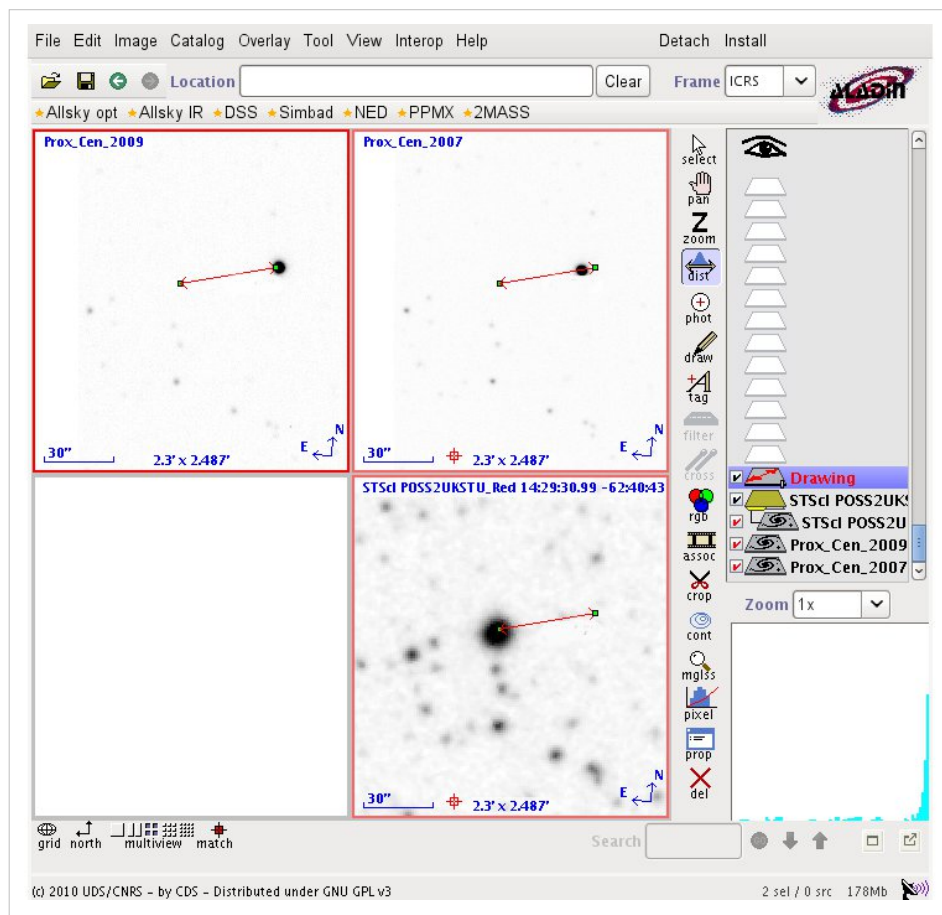 File Edit Image Catalog Overlay Tool View Interop Help Detach Install
Location Clear Frame ICRS ALADIN
Allsky opt Allsky IR DSS Simbad NED PPMX 2MASS
Prox_Cen_2009
30"
2.3' x 2.487'
E
N
Prox_Cen_2007
30"
2.3' x 2.487'
E
N
STScI POSS2UKSTU_Red 14:29:30.99 -62:40:43
30"
2.3' x 2.487'
E
N
select
pan
Z
zoom
dist
phot
draw
tag
filter
cross
rgb
assoc
crop
cont
mglss
pixel
prop
del
Drawing
STScI POSS2UKS
STScI POSS2U
Prox_Cen_2009
Prox_Cen_2007
Zoom 1x
grid north multiview match
Search
(c) 2010 UDS/CNRS - by CDS - Distributed under GNU GPL v3 2 sel / 0 src 178Mb